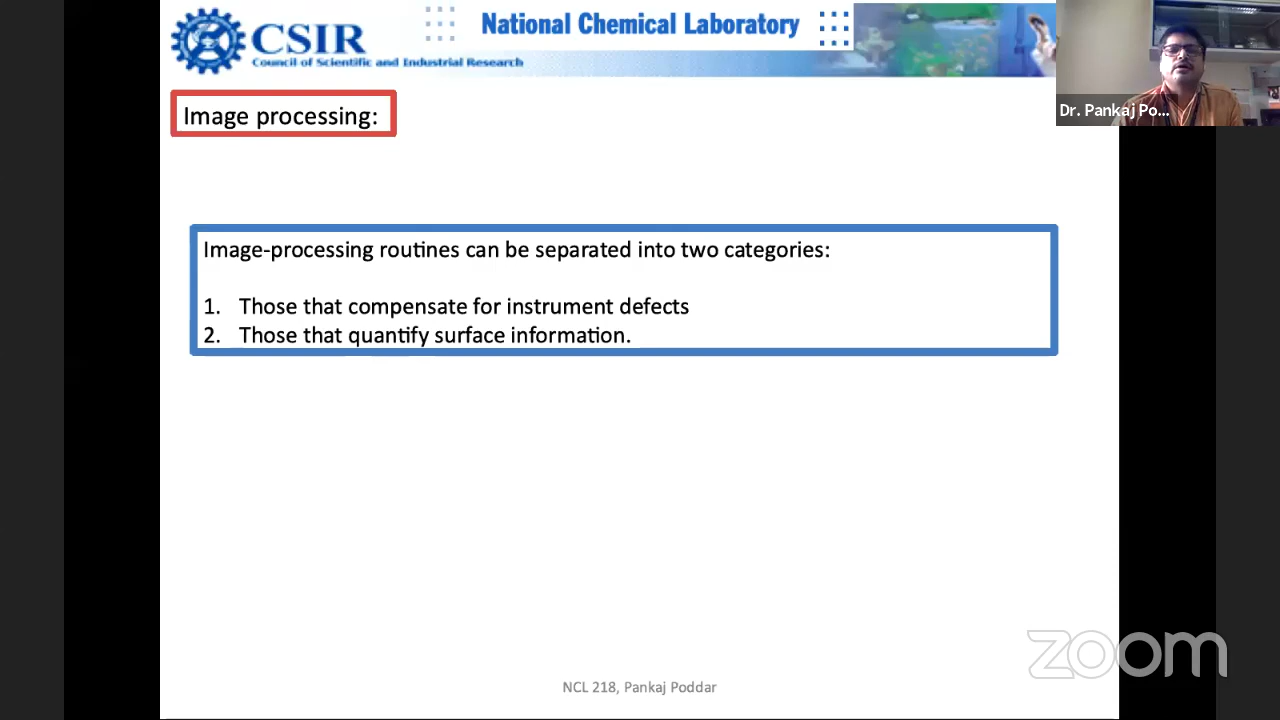 CSIR
Council of Scientific and Industrial Research
National Chemical Laboratory
Dr. Pankaj Po...
Image processing:
Image-processing routines can be separated into two categories:
1. Those that compensate for instrument defects
2. Those that quantify surface information.
zoom
NCL 218, Pankaj Poddar